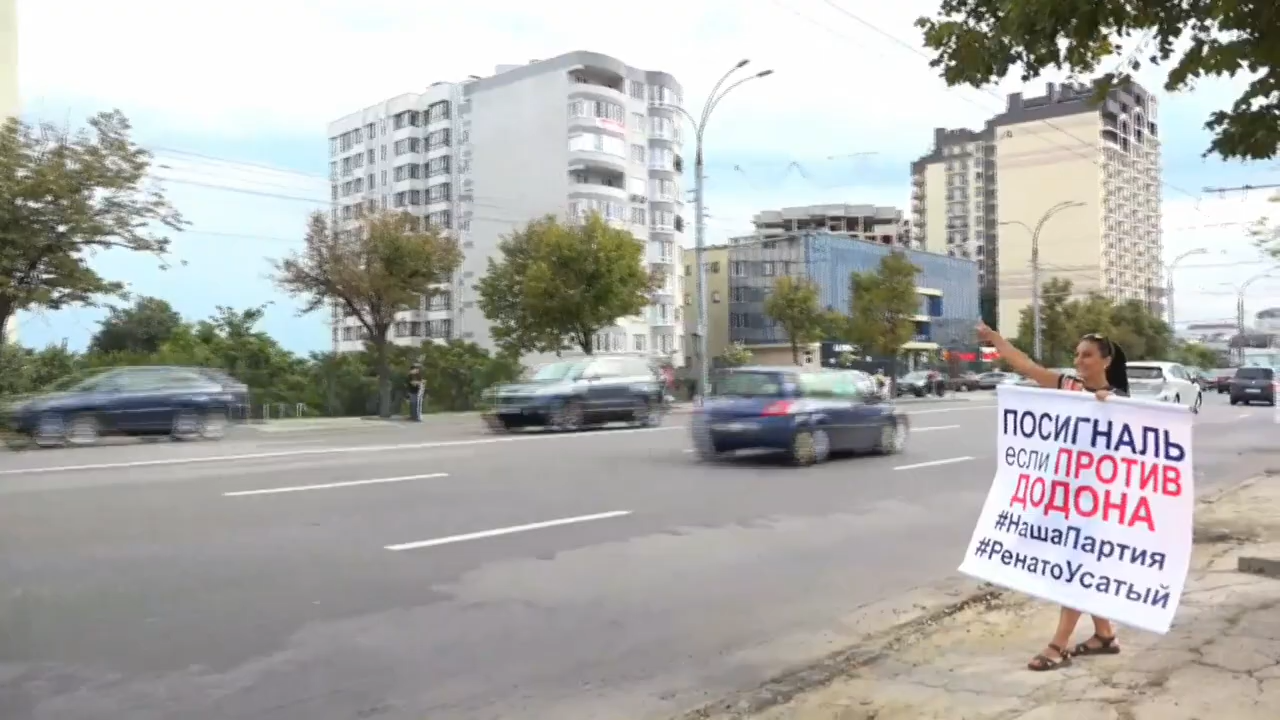 ПОСИГНАЛЬ
если ПРОТИВ
ДОДОНА
#НашаПартия
#РенатоУсатый